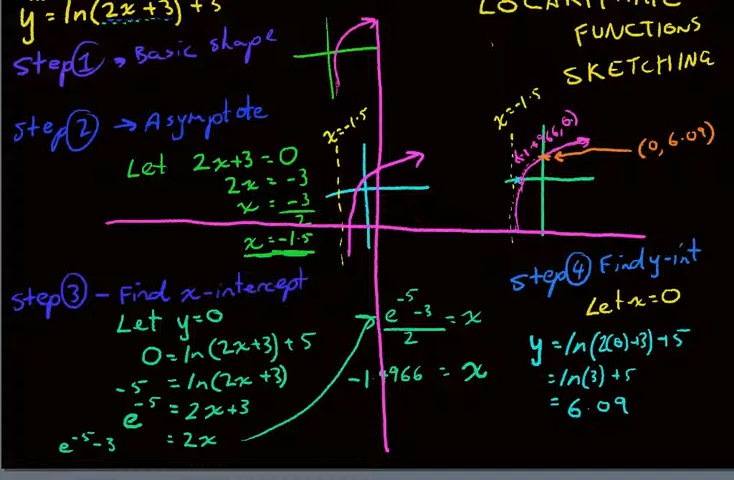 y = ln(2x+3)+5
FUNCTIONS
SKETCHING
Step 1 → Basic shape
Step 2 → Asymptote
Let 2x+3 = 0
2x = -3
x = -3/2
x = -1.5
x = -1.5
x = -1.5
(0, 6.09)
Step 3 - Find x-intercept
Let y=0
0 = ln(2x+3)+5
-5 = ln(2x+3)
e^-5 = 2x+3
e^-5-3 = 2x
e^-5-3/2 = x
= x
Step 4 Find y-int
Let x=0
y = ln(2(0)+3)+5
= ln(3)+5
= 6.09